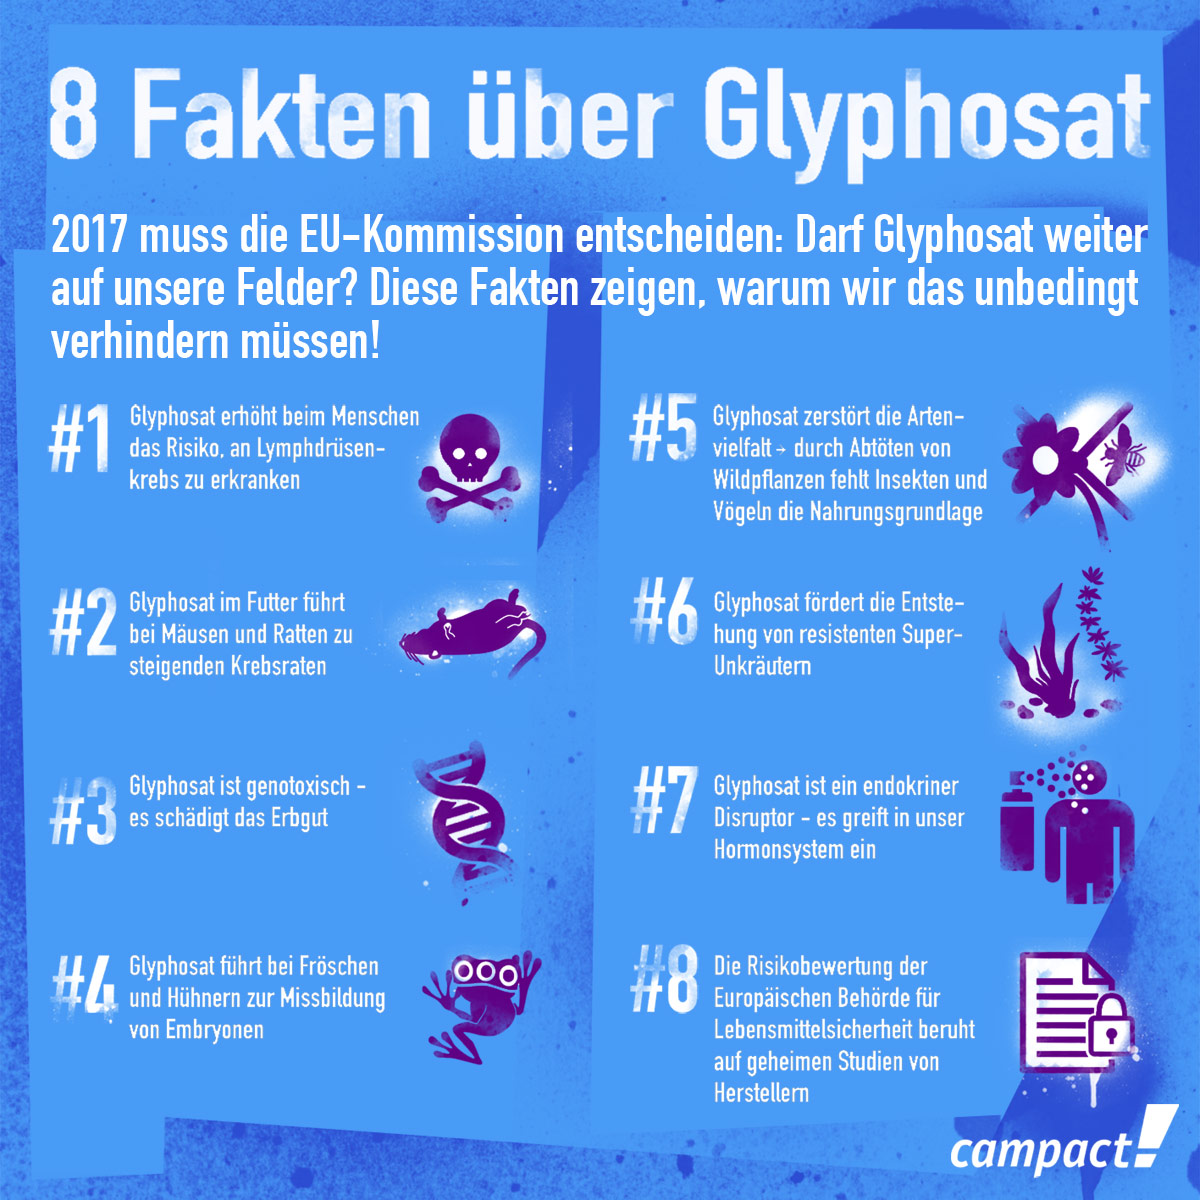 8 Fakten über Glyphosat
2017 muss die EU-Kommission entscheiden: Darf Glyphosat weiter
auf unsere Felder? Diese Fakten zeigen, warum wir das unbedingt
verhindern müssen!
#1
Glyphosat erhöht beim Menschen
das Risiko, an Lymphdrüsen-
krebs zu erkranken
#2
Glyphosat im Futter führt
bei Mäusen und Ratten zu
steigenden Krebsraten
#3
Glyphosat ist genotoxisch -
es schädigt das Erbgut
#4
Glyphosat führt bei Fröschen
und Hühnern zur Missbildung
von Embryonen
#5
Glyphosat zerstört die Arten-
vielfalt → durch Abtöten von
Wildpflanzen fehlt Insekten und
Vögeln die Nahrungsgrundlage
#6
Glyphosat fördert die Entste-
hung von resistenten Super-
Unkräutern
#7
Glyphosat ist ein endokriner
Disruptor - es greift in unser
Hormonsystem ein
#8
Die Risikobewertung der
Europäischen Behörde für
Lebensmittelsicherheit beruht
auf geheimen Studien von
Herstellern
campact!